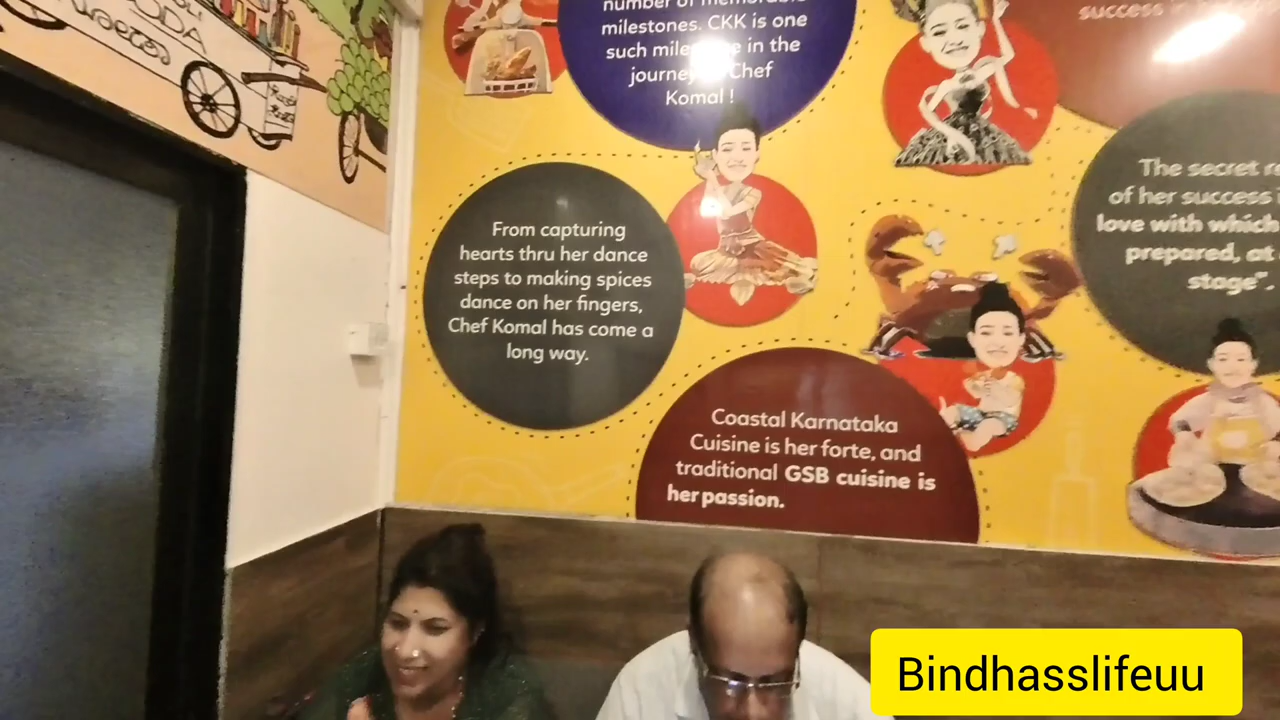 number of memorable
milestones. CKK is one
such in the
journey Chef
Komal !
success in
From capturing
hearts thru her dance
steps to making spices
dance on her fingers,
Chef Komal has come a
long way.
The secret
of her success
love with which
prepared, at
stage".
Coastal Karnataka
Cuisine is her forte, and
traditional GSB cuisine is
her passion.
Bindhasslifeuu